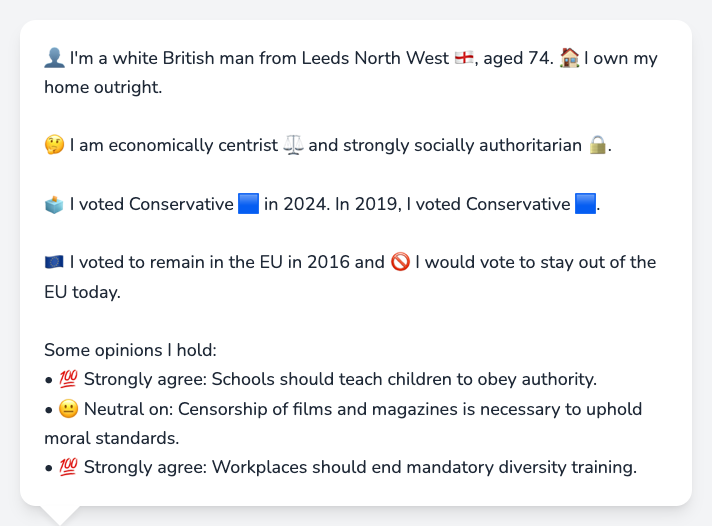 👤 I'm a white British man from Leeds North West 🏴󠁧󠁢󠁥󠁮󠁧󠁿, aged 74. 🏠 I own my
home outright.
🤔 I am economically centrist ⚖️ and strongly socially authoritarian 🔒.
🗳️ I voted Conservative 🟦 in 2024. In 2019, I voted Conservative 🟦.
🇪🇺 I voted to remain in the EU in 2016 and 🚫 I would vote to stay out of the
EU today.
Some opinions I hold:
• 💯 Strongly agree: Schools should teach children to obey authority.
• 😐 Neutral on: Censorship of films and magazines is necessary to uphold
moral standards.
• 💯 Strongly agree: Workplaces should end mandatory diversity training.